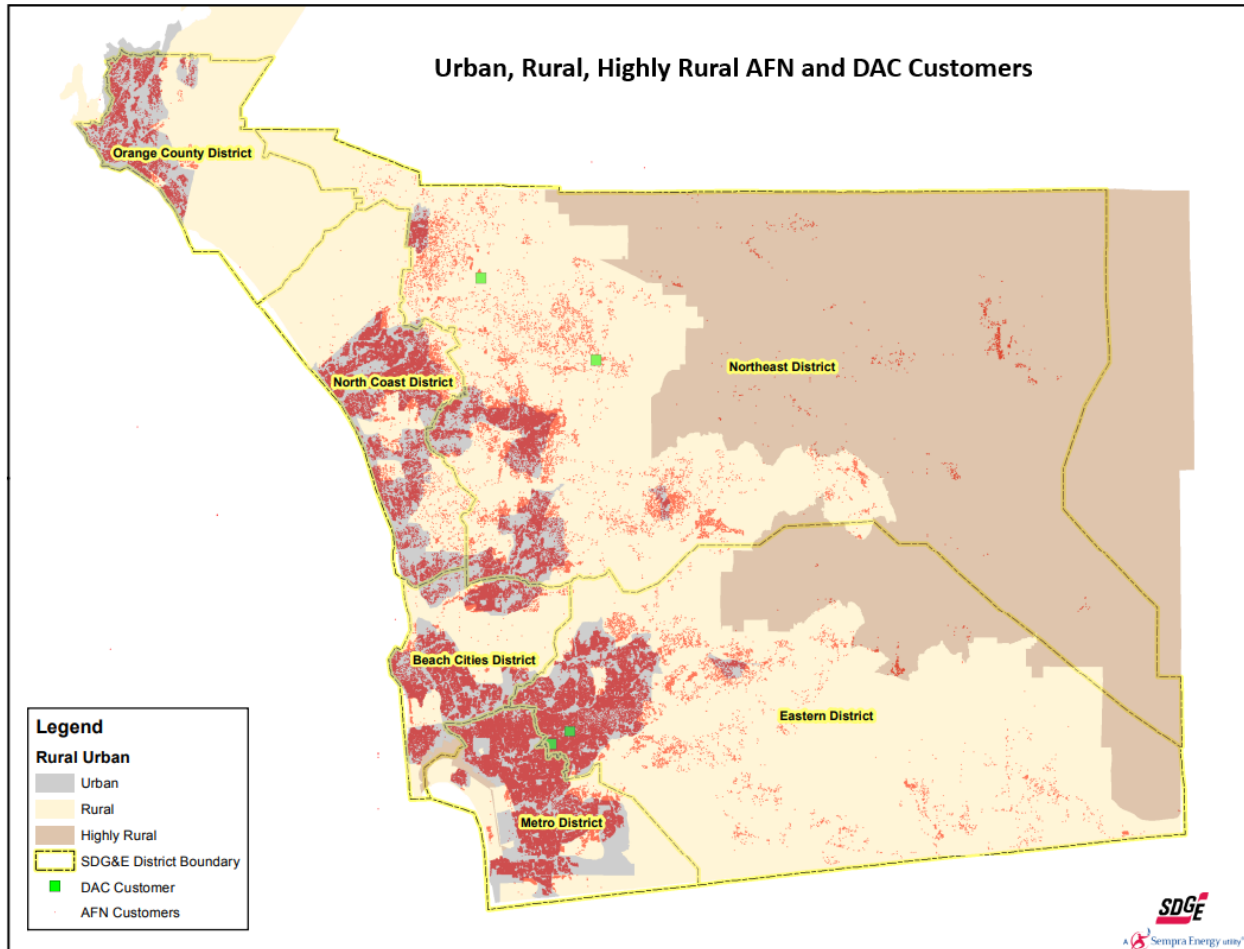 Urban, Rural, Highly Rural AFN and DAC Customers
Orange County District
Northeast District
North Coast District
Beach Cities District
Eastern District
Metro District
Legend
Rural Urban
Urban
Rural
Highly Rural
SDG&E District Boundary
DAC Customer
AFN Customers
SDGE
A Sempra Energy utility®